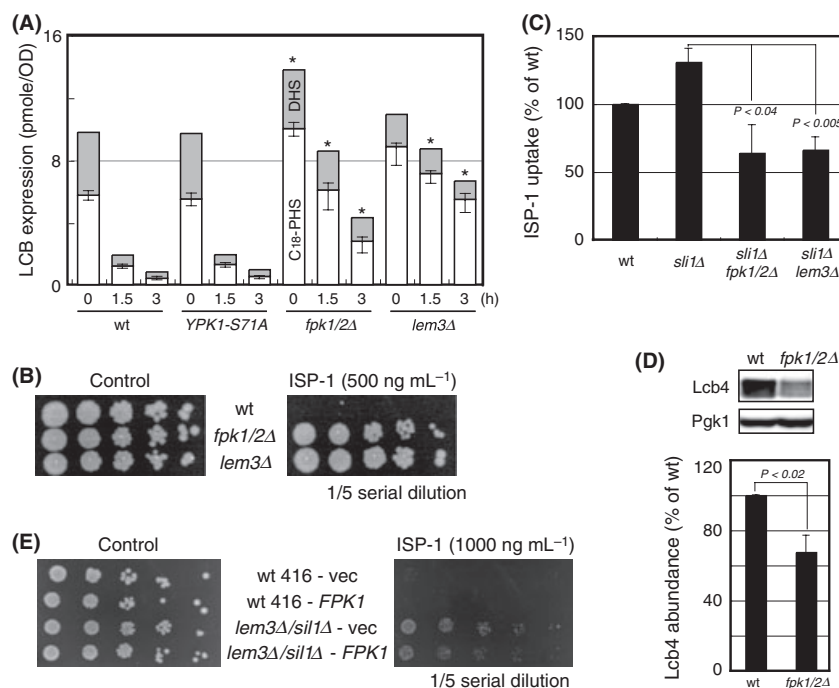 (A)
LCB expression (pmole/OD)
16
8
0
C18-PHS
DHS
*
*
*
*
*
0 1.5 3 0 1.5 3 0 1.5 3 0 1.5 3 (h)
wt YPK1-S71A fpk1/2Δ lem3Δ
(B)
Control ISP-1 (500 ng mL–1)
wt
fpk1/2Δ
lem3Δ
1/5 serial dilution
(E)
Control ISP-1 (1000 ng mL–1)
wt 416 - vec
wt 416 - FPK1
lem3Δ/sil1Δ - vec
lem3Δ/sil1Δ - FPK1
1/5 serial dilution
(C)
ISP-1 uptake (% of wt)
150
100
50
0
P < 0.04
P < 0.005
wt sli1Δ sli1Δ sli1Δ
fpk1/2Δ lem3Δ
(D)
wt fpk1/2Δ
Lcb4
Pgk1
Lcb4 abundance (% of wt)
120
80
40
0
P < 0.02
wt fpk1/2Δ